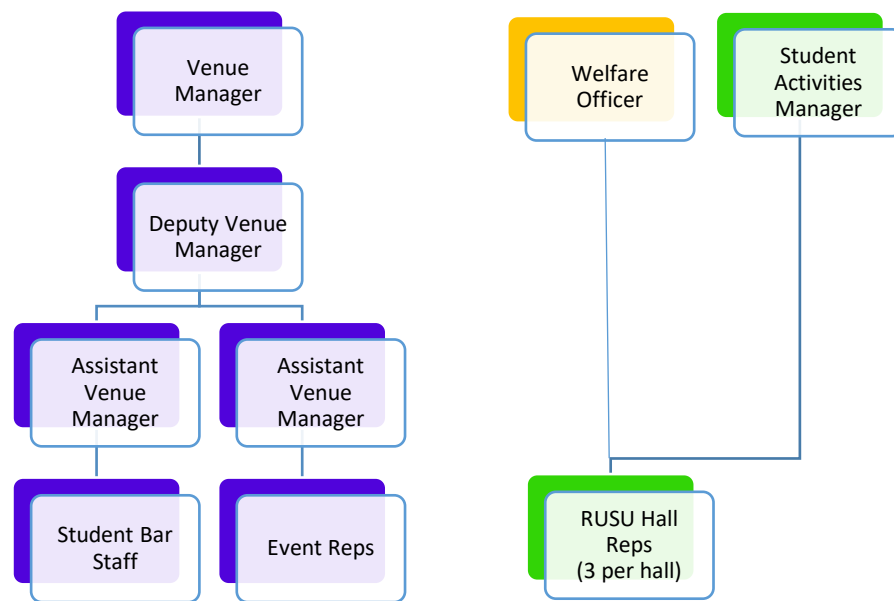 Venue
Manager
Welfare
Officer
Student
Activities
Manager
Deputy Venue
Manager
Assistant
Venue
Manager
Assistant
Venue
Manager
Student Bar
Staff
Event Reps
RUSU Hall
Reps
(3 per hall)